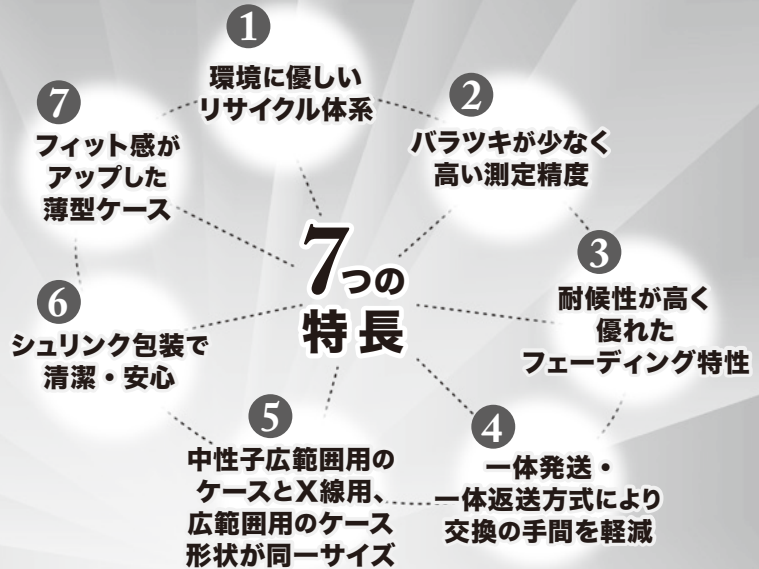 7つの
特長
1
環境に優しい
リサイクル体系
2
バラツキが少なく
高い測定精度
3
耐候性が高く
優れた
フェーディング特性
4
一体発送・
一体返送方式により
交換の手間を軽減
5
中性子広範囲用の
ケースとX線用、
広範囲用のケース
形状が同一サイズ
6
シュリンク包装で
清潔・安心
7
フィット感が
アップした
薄型ケース